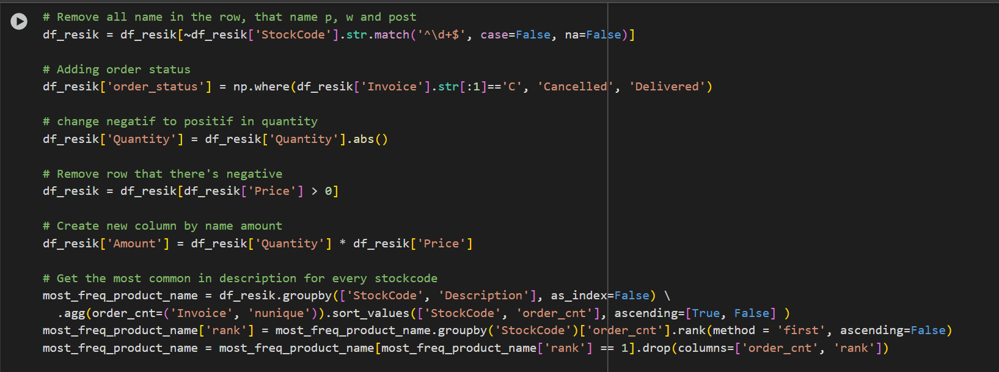 # Remove all name in the row, that name p, w and post
df_resik = df_resik[~df_resik['StockCode'].str.match('^\d+$', case=False, na=False)]
# Adding order status
df_resik['order_status'] = np.where(df_resik['Invoice'].str[:1]=='C', 'Cancelled', 'Delivered')
# change negatif to positif in quantity
df_resik['Quantity'] = df_resik['Quantity'].abs()
# Remove row that there's negative
df_resik = df_resik[df_resik['Price'] > 0]
# Create new column by name amount
df_resik['Amount'] = df_resik['Quantity'] * df_resik['Price']
# Get the most common in description for every stockcode
most_freq_product_name = df_resik.groupby(['StockCode', 'Description'], as_index=False) \
  .agg(order_cnt=('Invoice', 'nunique')).sort_values(['StockCode', 'order_cnt'], ascending=[True, False] )
most_freq_product_name['rank'] = most_freq_product_name.groupby('StockCode')['order_cnt'].rank(method = 'first', ascending=False)
most_freq_product_name = most_freq_product_name[most_freq_product_name['rank'] == 1].drop(columns=['order_cnt', 'rank'])